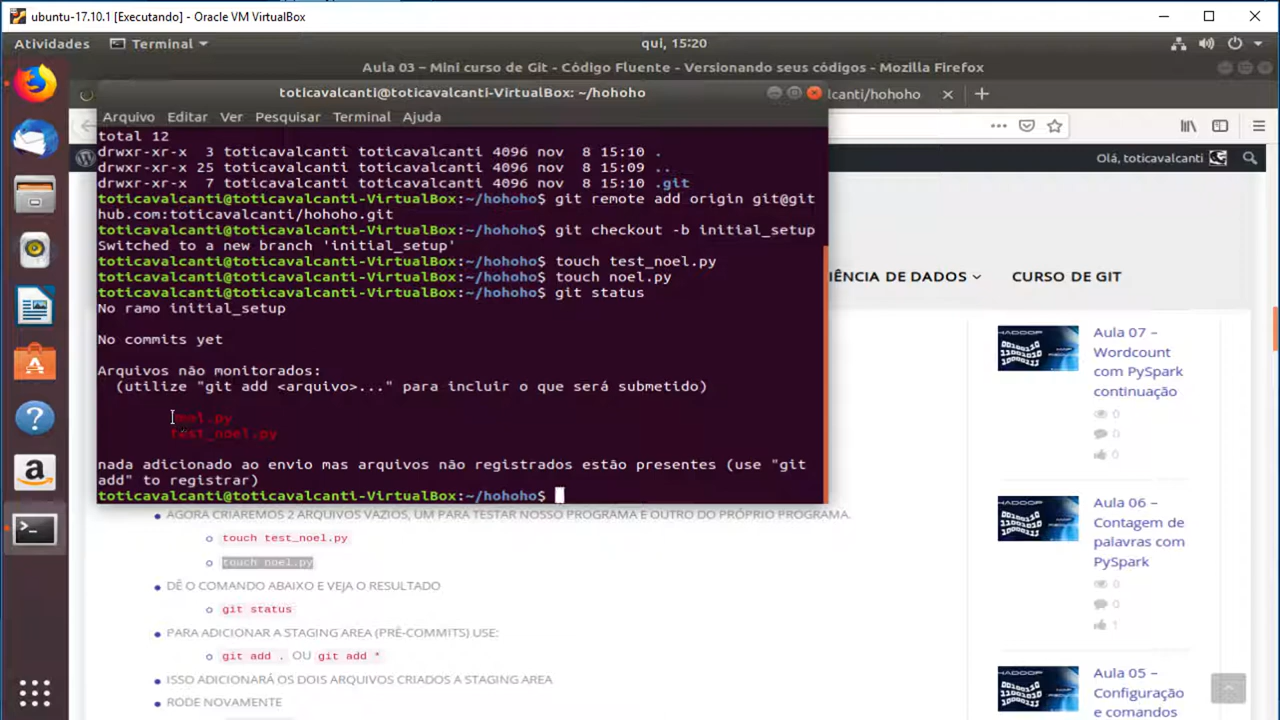 ubuntu-17.10.1 [Executando] - Oracle VM VirtualBox
Atividades Terminal qui, 15:20
Aula 03 – Mini curso de Git - Código Fluente - Versionando seus códigos - Mozilla Firefox
toticavalcanti@toticavalcanti-VirtualBox: ~/hohoho
alcanti/hohoho
Arquivo Editar Ver Pesquisar Terminal Ajuda
Olá, toticavalcanti
total 12
drwxr-xr-x  3 toticavalcanti toticavalcanti 4096 nov  8 15:10 .
drwxr-xr-x 25 toticavalcanti toticavalcanti 4096 nov  8 15:09 ..
drwxr-xr-x  7 toticavalcanti toticavalcanti 4096 nov  8 15:10 .git
toticavalcanti@toticavalcanti-VirtualBox:~/hohoho$ git remote add origin git@git
hub.com:toticavalcanti/hohoho.git
toticavalcanti@toticavalcanti-VirtualBox:~/hohoho$ git checkout -b initial_setup
Switched to a new branch 'initial_setup'
toticavalcanti@toticavalcanti-VirtualBox:~/hohoho$ touch test_noel.py
toticavalcanti@toticavalcanti-VirtualBox:~/hohoho$ touch noel.py
toticavalcanti@toticavalcanti-VirtualBox:~/hohoho$ git status
No ramo initial_setup
No commits yet
Arquivos não monitorados:
(utilize "git add <arquivo>..." para incluir o que será submetido)
noel.py
test_noel.py
nada adicionado ao envio mas arquivos não registrados estão presentes (use "git
add" to registrar)
toticavalcanti@toticavalcanti-VirtualBox:~/hohoho$
IÊNCIA DE DADOS CURSO DE GIT
AGORA CRIAREMOS 2 ARQUIVOS VAZIOS, UM PARA TESTAR NOSSO PROGRAMA E OUTRO DO PRÓPRIO PROGRAMA.
touch test_noel.py
touch noel.py
DÊ O COMANDO ABAIXO E VEJA O RESULTADO
git status
PARA ADICIONAR A STAGING AREA (PRÉ-COMMITS) USE:
git add . OU git add *
ISSO ADICIONARÁ OS DOIS ARQUIVOS CRIADOS A STAGING AREA
RODE NOVAMENTE
HADOOP
Aula 07 –
Wordcount
com PySpark
continuação
0
0
0
HADOOP
Aula 06 –
Contagem de
palavras com
PySpark
0
0
1
HADOOP
Aula 05 –
Configuração
e comandos